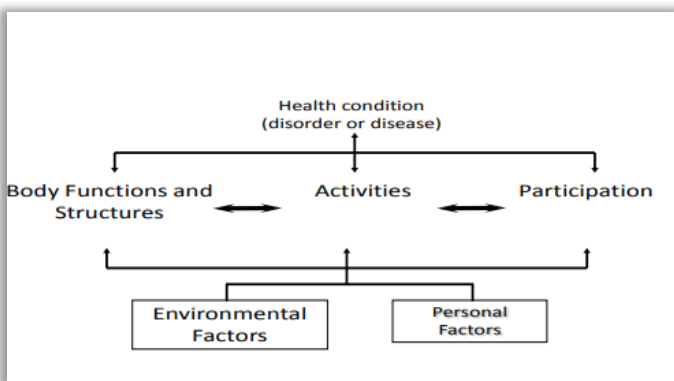 Health condition
(disorder or disease)
Body Functions and
Structures
Activities
Participation
Environmental
Factors
Personal
Factors